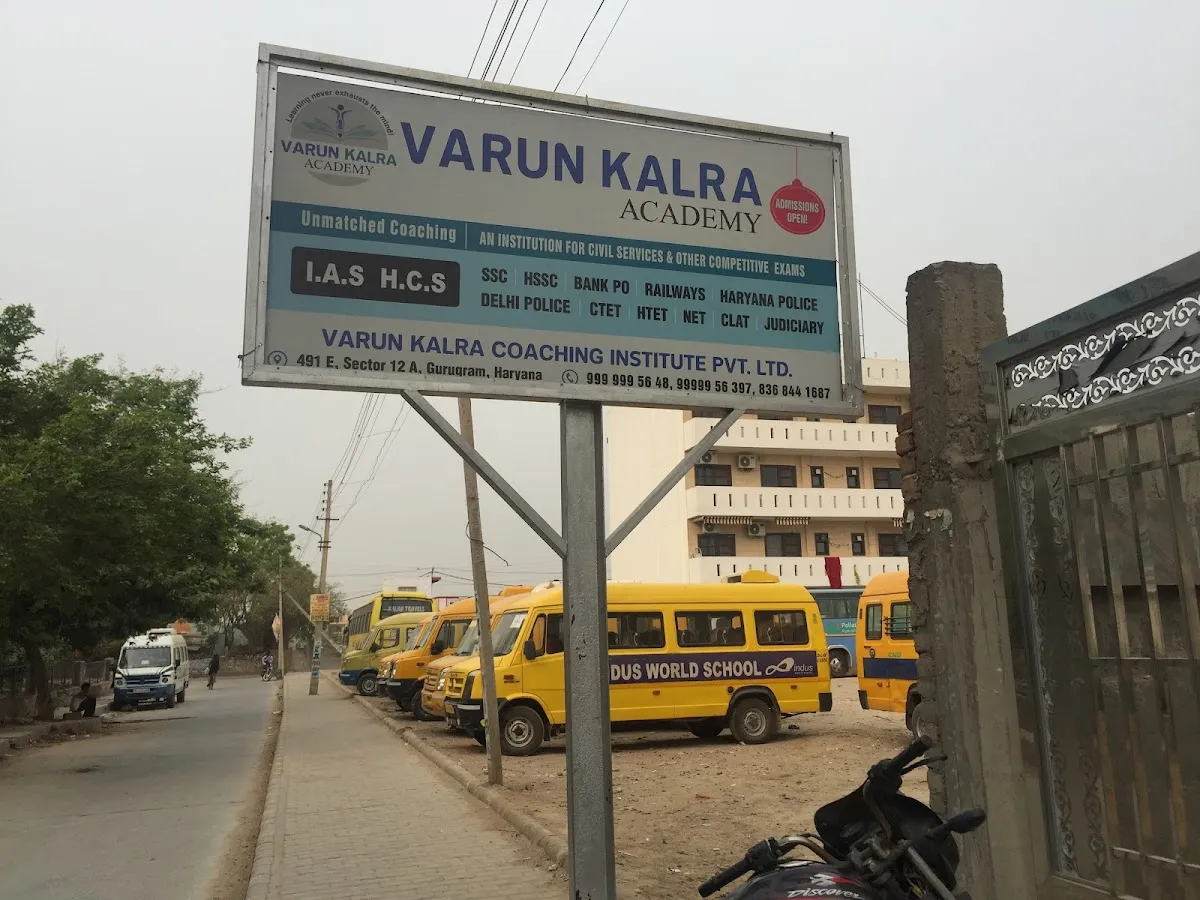 Learning never exhausts the mind!
VARUN KALRA
ACADEMY
VARUN KALRA
ACADEMY
ADMISSIONS
OPEN!
Unmatched Coaching | AN INSTITUTION FOR CIVIL SERVICES & OTHER COMPETITIVE EXAMS
I.A.S H.C.S
SSC | HSSC | BANK PO | RAILWAYS | HARYANA POLICE
DELHI POLICE | CTET | HTET | NET | CLAT | JUDICIARY
VARUN KALRA COACHING INSTITUTE PVT. LTD.
491 E, Sector 12 A, Gurugram, Haryana 999 999 56 48, 99999 56 397, 836 844 1687
DUS WORLD SCHOOL
indus
DISCOVER